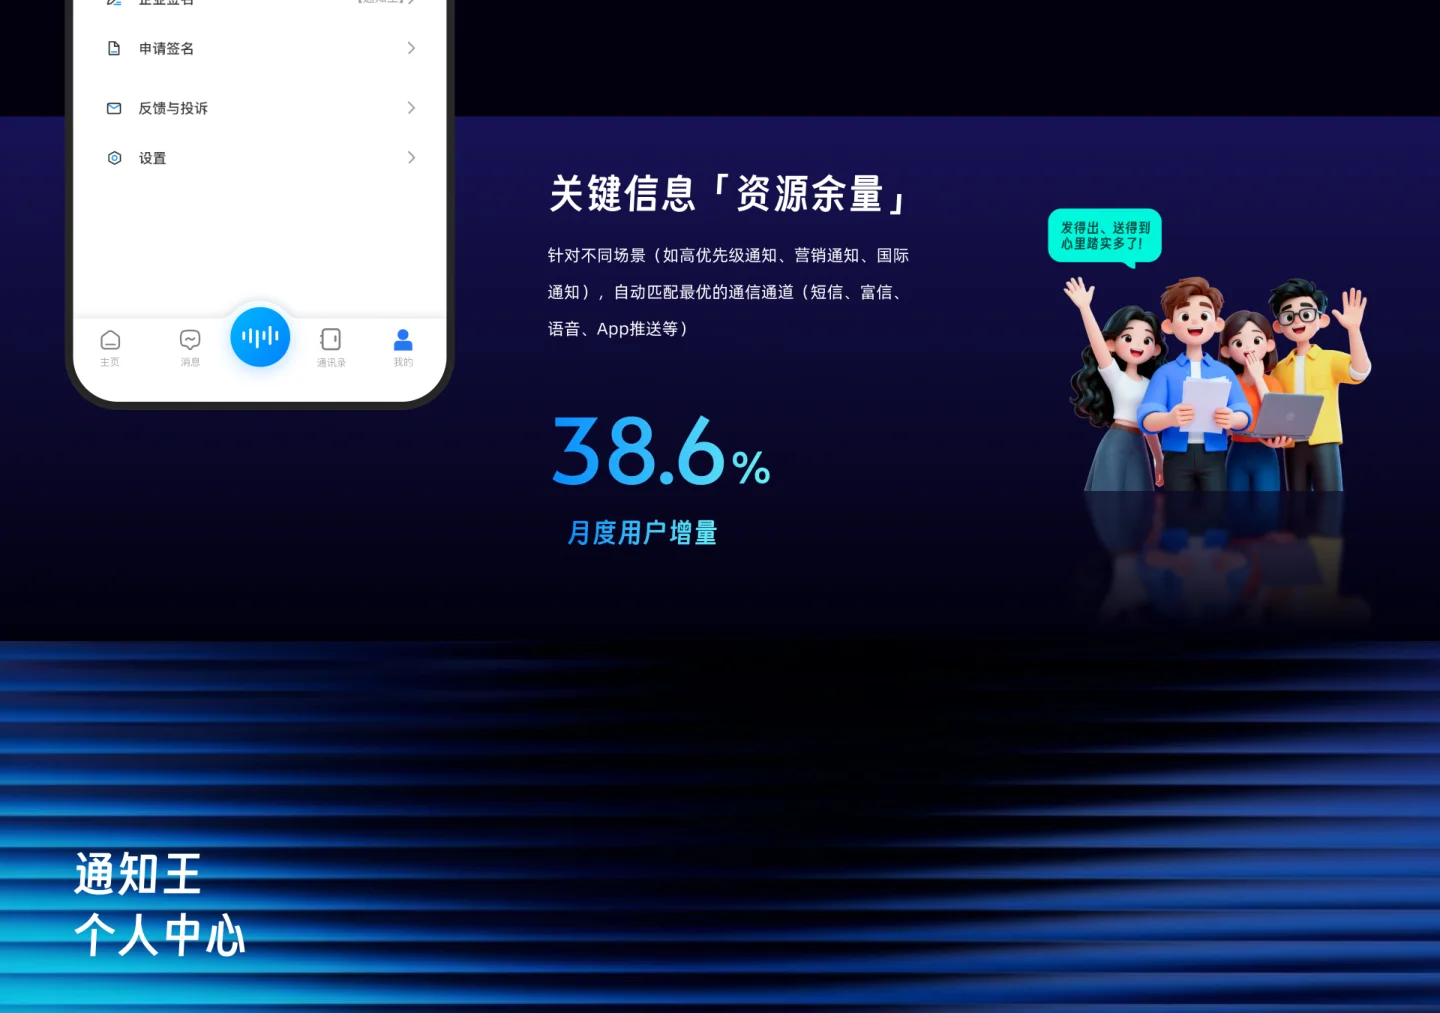 企业签名
申请签名
反馈与投诉
设置
主页
消息
通讯录
我的
关键信息「资源余量」
针对不同场景（如高优先级通知、营销通知、国际
通知），自动匹配最优的通信通道（短信、富信、
语音、App推送等）
38.6%
月度用户增量
发得出、送得到
心里踏实多了!
通知王
个人中心